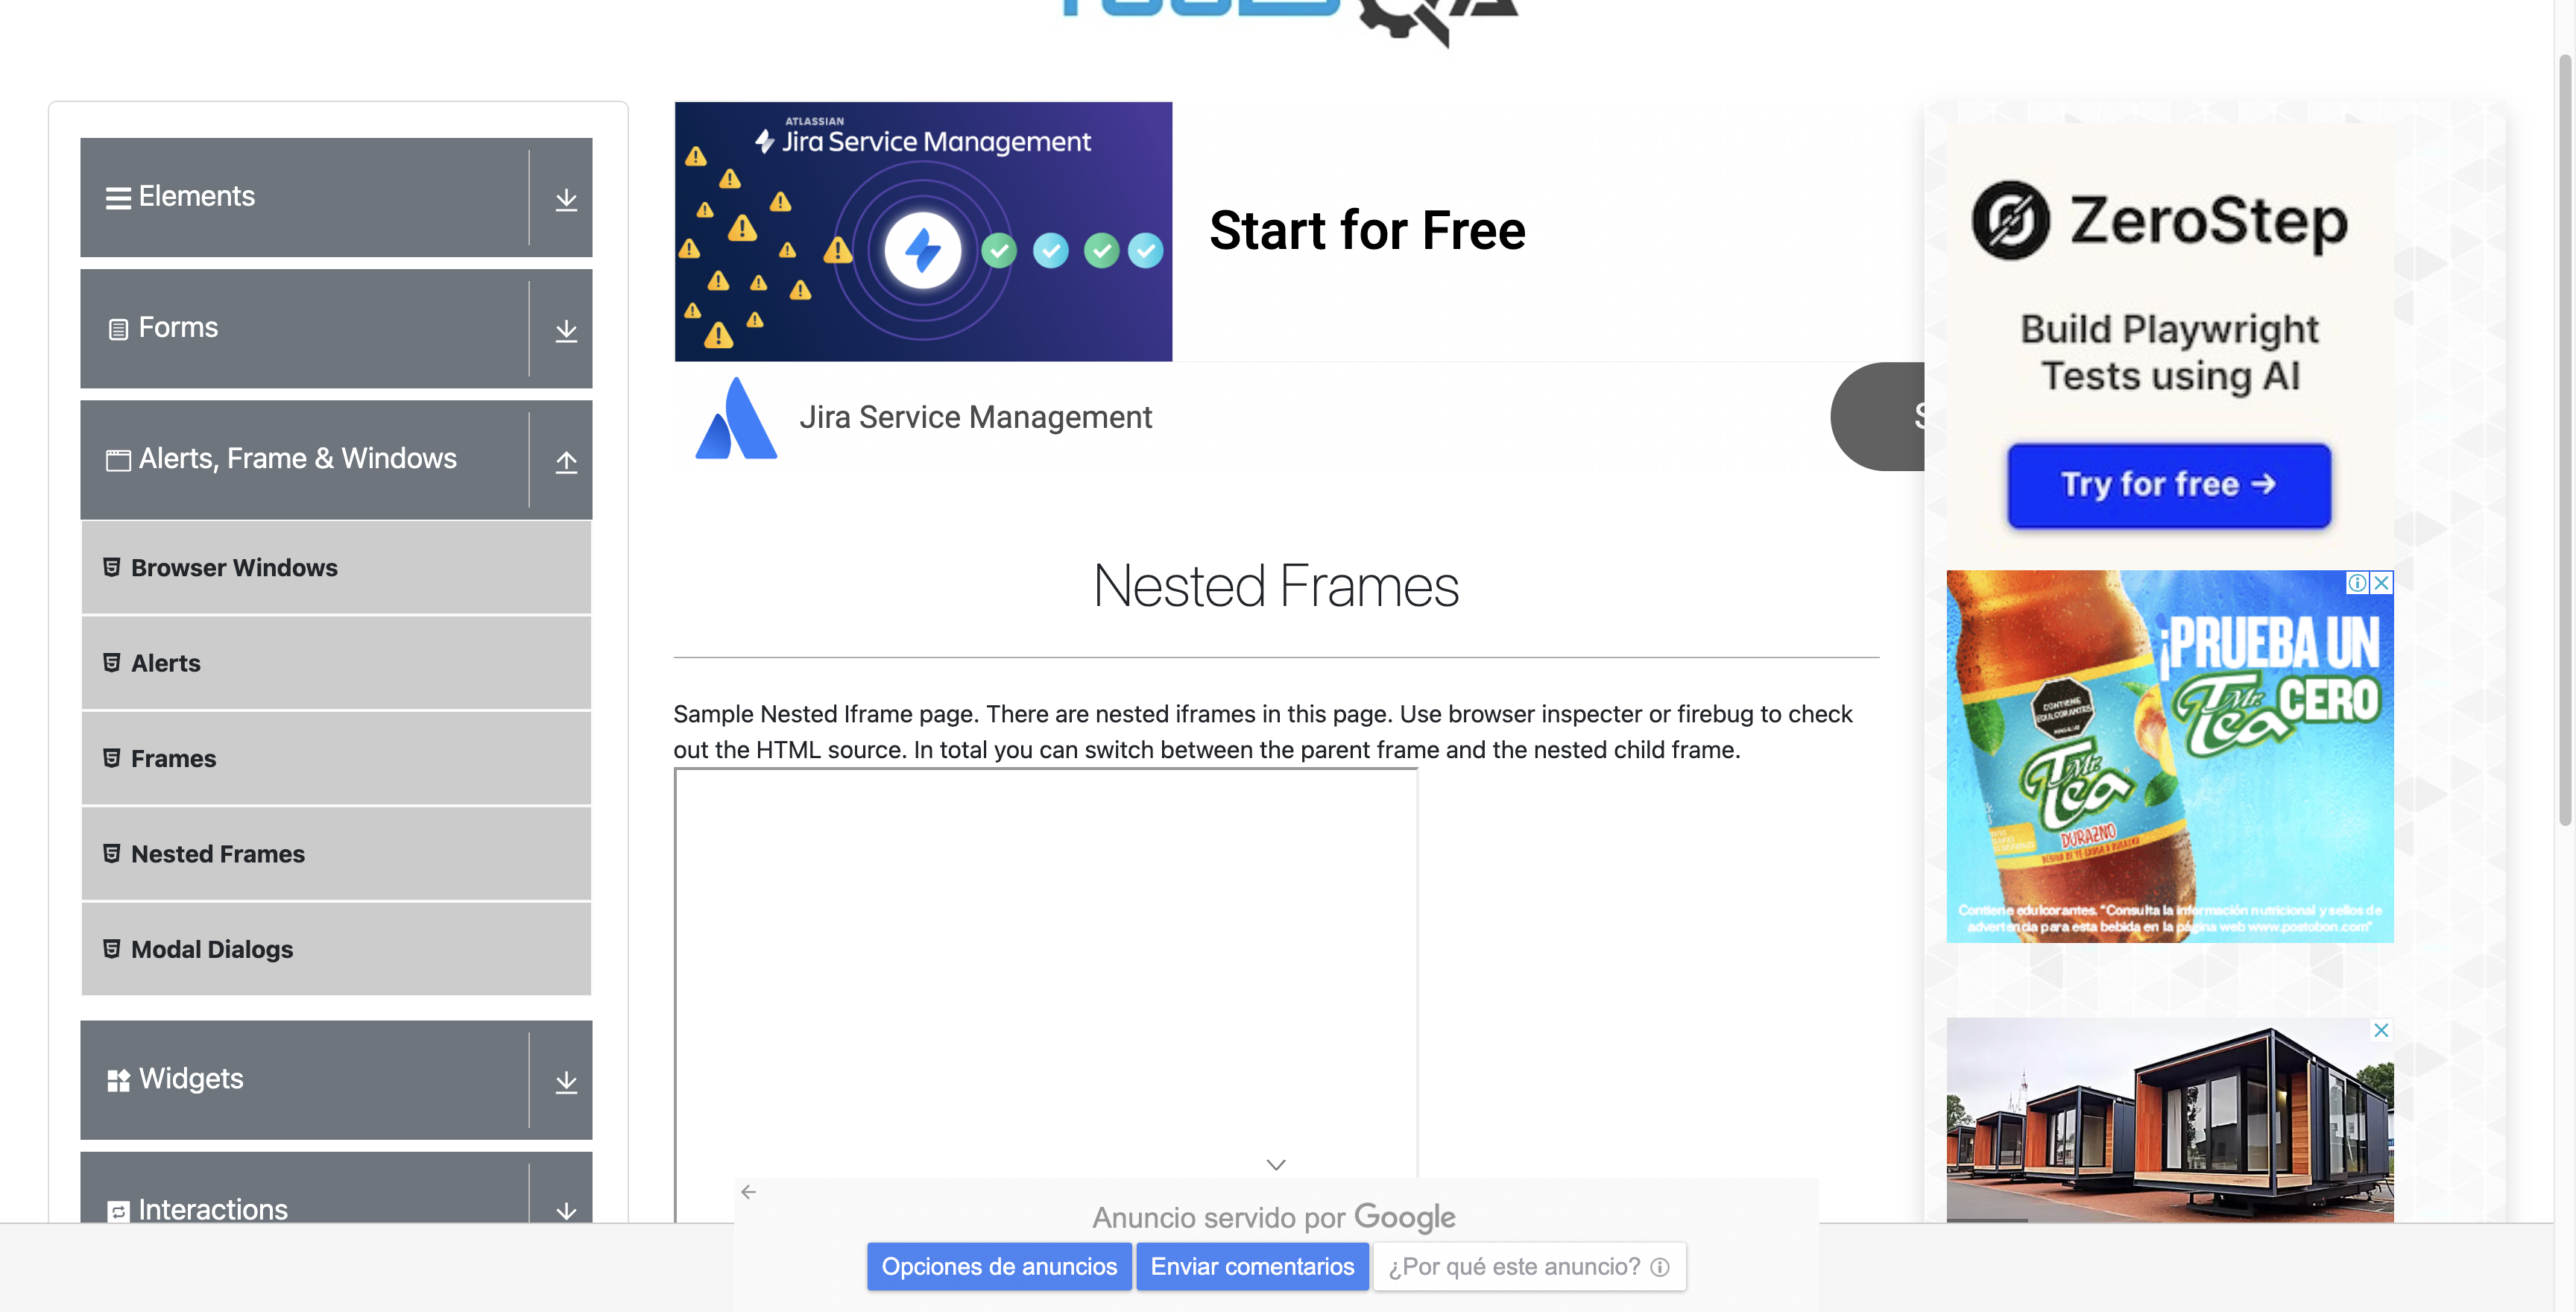 TOOLS QA
Elements
Forms
Alerts, Frame & Windows
Browser Windows
Alerts
Frames
Nested Frames
Modal Dialogs
Widgets
Interactions
ATLASSIAN
Jira Service Management
Start for Free
Jira Service Management
S
Nested Frames
Sample Nested Iframe page. There are nested iframes in this page. Use browser inspecter or firebug to check
out the HTML source. In total you can switch between the parent frame and the nested child frame.
ZeroStep
Build Playwright
Tests using AI
Try for free →
¡PRUEBA UN
Mr. Tea CERO
CONTIENE
EDULCORANTES
Mr.
Tea
DURAZNO
Contiene edulcorantes. “Consulta la información nutricional y sellos de
advertencia para esta bebida en la página web www.postobon.com”
Anuncio servido por Google
Opciones de anuncios
Enviar comentarios
¿Por qué este anuncio?